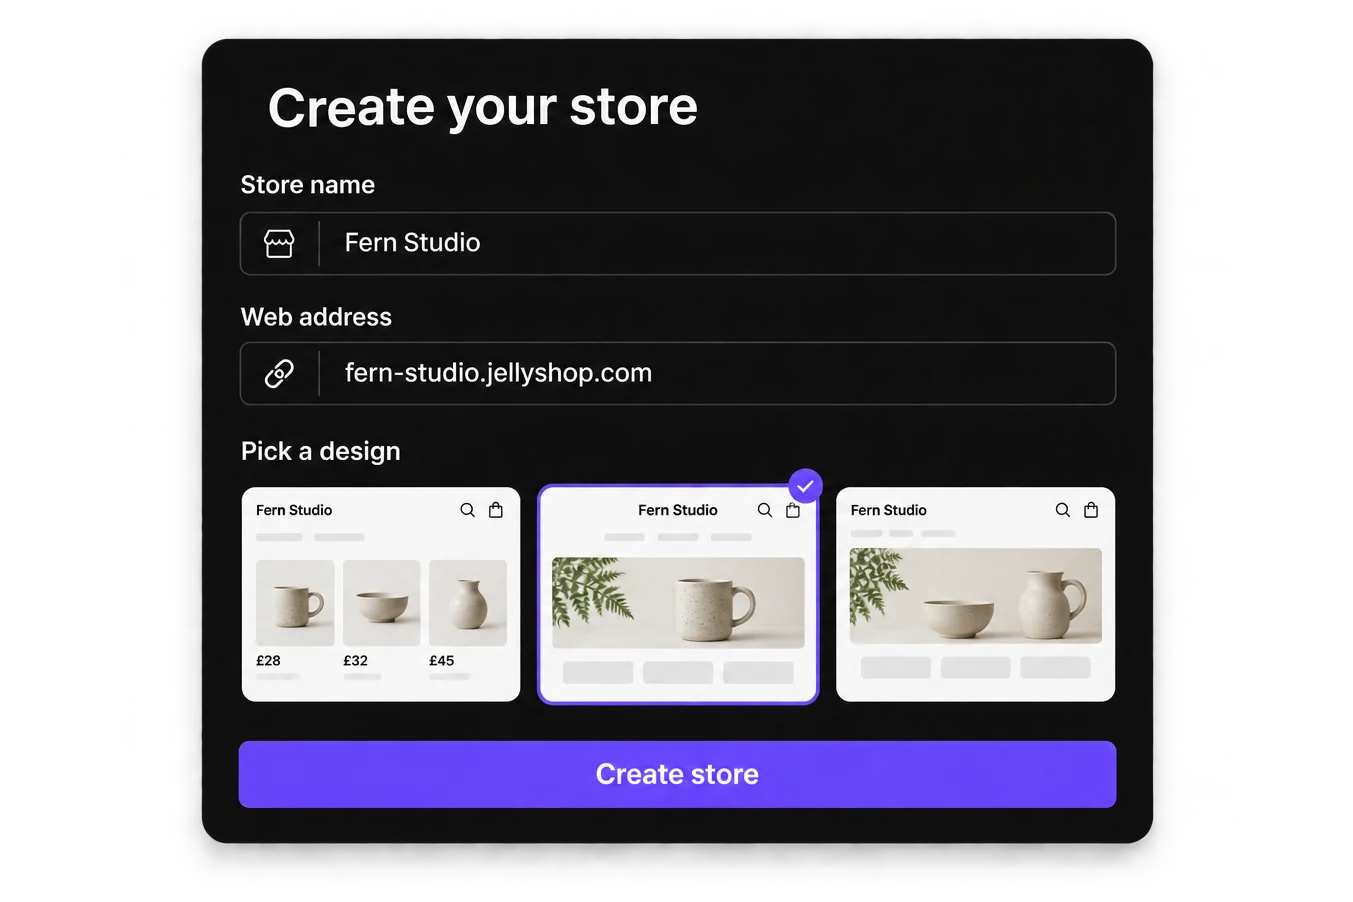 Create your store
Store name
Fern Studio
Web address
fern-studio.jellyshop.com
Pick a design
Fern Studio
£28 £32 £45
Fern Studio
Fern Studio
Create store